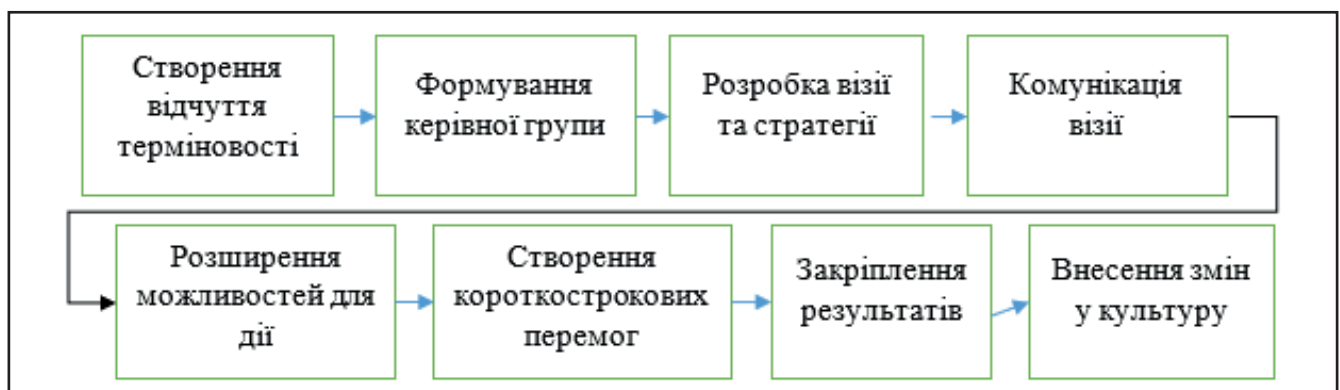 Створення
відчуття
терміновості
Формування
керівної групи
Розробка візії
та стратегії
Комунікація
візії
Розширення
можливостей для
дії
Створення
короткострокових
перемог
Закріплення
результатів
Внесення змін
у культуру